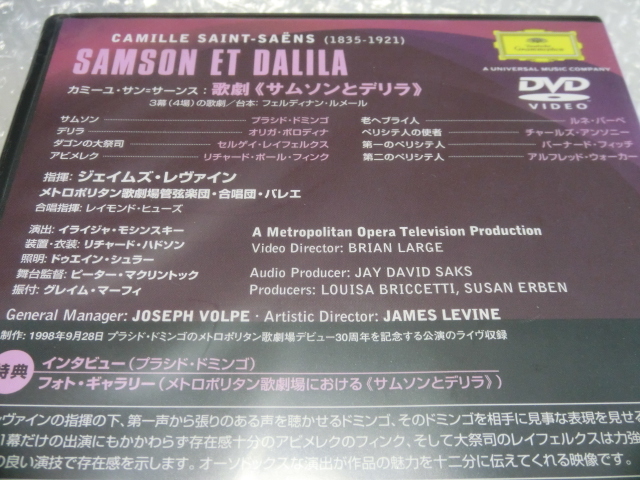 CAMILLE SAINT-SAËNS (1835-1921)
SAMSON ET DALILA
カミーユ・サン=サーンス：歌劇《サムソンとデリラ》
3幕（4場）の歌劇／台本：フェルディナン・ルメール
Deutsche
Grammophon
A UNIVERSAL MUSIC COMPANY
DVD
VIDEO
サムソン プラシド・ドミンゴ
デリラ オリガ・ボロディナ
ダゴンの大祭司 セルゲイ・レイフェルクス
アビメレク リチャード・ポール・フィンク
老ヘブライ人 ルネ・パーペ
ペリシテ人の使者 チャールズ・アンソニー
第一のペリシテ人 バーナード・フィッチ
第二のペリシテ人 アルフレッド・ウォーカー
指揮：ジェイムズ・レヴァイン
メトロポリタン歌劇場管弦楽団・合唱団・バレエ
合唱指揮：レイモンド・ヒューズ
演出：イライジャ・モシンスキー
装置・衣装：リチャード・ハドソン
照明：ドゥエイン・シュラー
舞台監督：ピーター・マクリントック
振付：グレイム・マーフィ
A Metropolitan Opera Television Production
Video Director: BRIAN LARGE
Audio Producer: JAY DAVID SAKS
Producers: LOUISA BRICCETTI, SUSAN ERBEN
General Manager: JOSEPH VOLPE · Artistic Director: JAMES LEVINE
制作：1998年9月28日 プラシド・ドミンゴのメトロポリタン歌劇場デビュー30周年を記念する公演のライヴ収録
特典
インタビュー（プラシド・ドミンゴ）
フォト・ギャラリー（メトロポリタン歌劇場における《サムソンとデリラ》）
ヴァインの指揮の下、第一声から張りのある声を聴かせるドミンゴ、そのドミンゴを相手に見事な表現を見せる
1幕だけの出演にもかかわらず存在感十分のアビメレクのフィンク、そして大祭司のレイフェルクスは力強
の良い演技で存在感を示します。オーソドックスな演出が作品の魅力を十二分に伝えてくれる映像です。